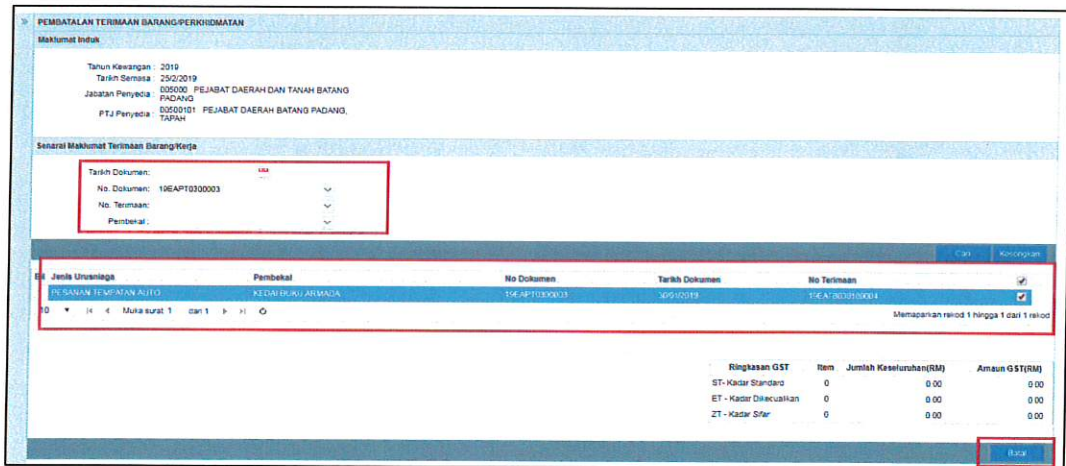 PEMBATALAN TERIMAAN BARANG/PERKHIDMATAN
Maklumat Induk
Tahun Kewangan : 2019
Tarikh Semasa : 25/2/2019
Jabatan Penyedia : 005000 PEJABAT DAERAH DAN TANAH BATANG PADANG
PTJ Penyedia : 00500101 PEJABAT DAERAH BATANG PADANG, TAPAH
Senarai Maklumat Terimaan Barang/Kerja
Tarikh Dokumen:
No. Dokumen: 19EAPT0300003
No. Terimaan:
Pembekal :
Cari Kosongkan
Bil Jenis Urusniaga Pembekal No Dokumen Tarikh Dokumen No Terimaan
PESANAN TEMPATAN AUTO KEDAI BUKU ARMADA 19EAPT0300003 30/01/2019
10 Muka surat 1 dari 1 Memaparkan rekod 1 hingga 1 dari 1 rekod
Ringkasan GST Item Jumlah Keseluruhan(RM) Amaun GST(RM)
ST- Kadar Standard 0 0.00 0.00
ET - Kadar Dikecualikan 0 0.00 0.00
ZT - Kadar Sifar 0 0.00 0.00
Batal